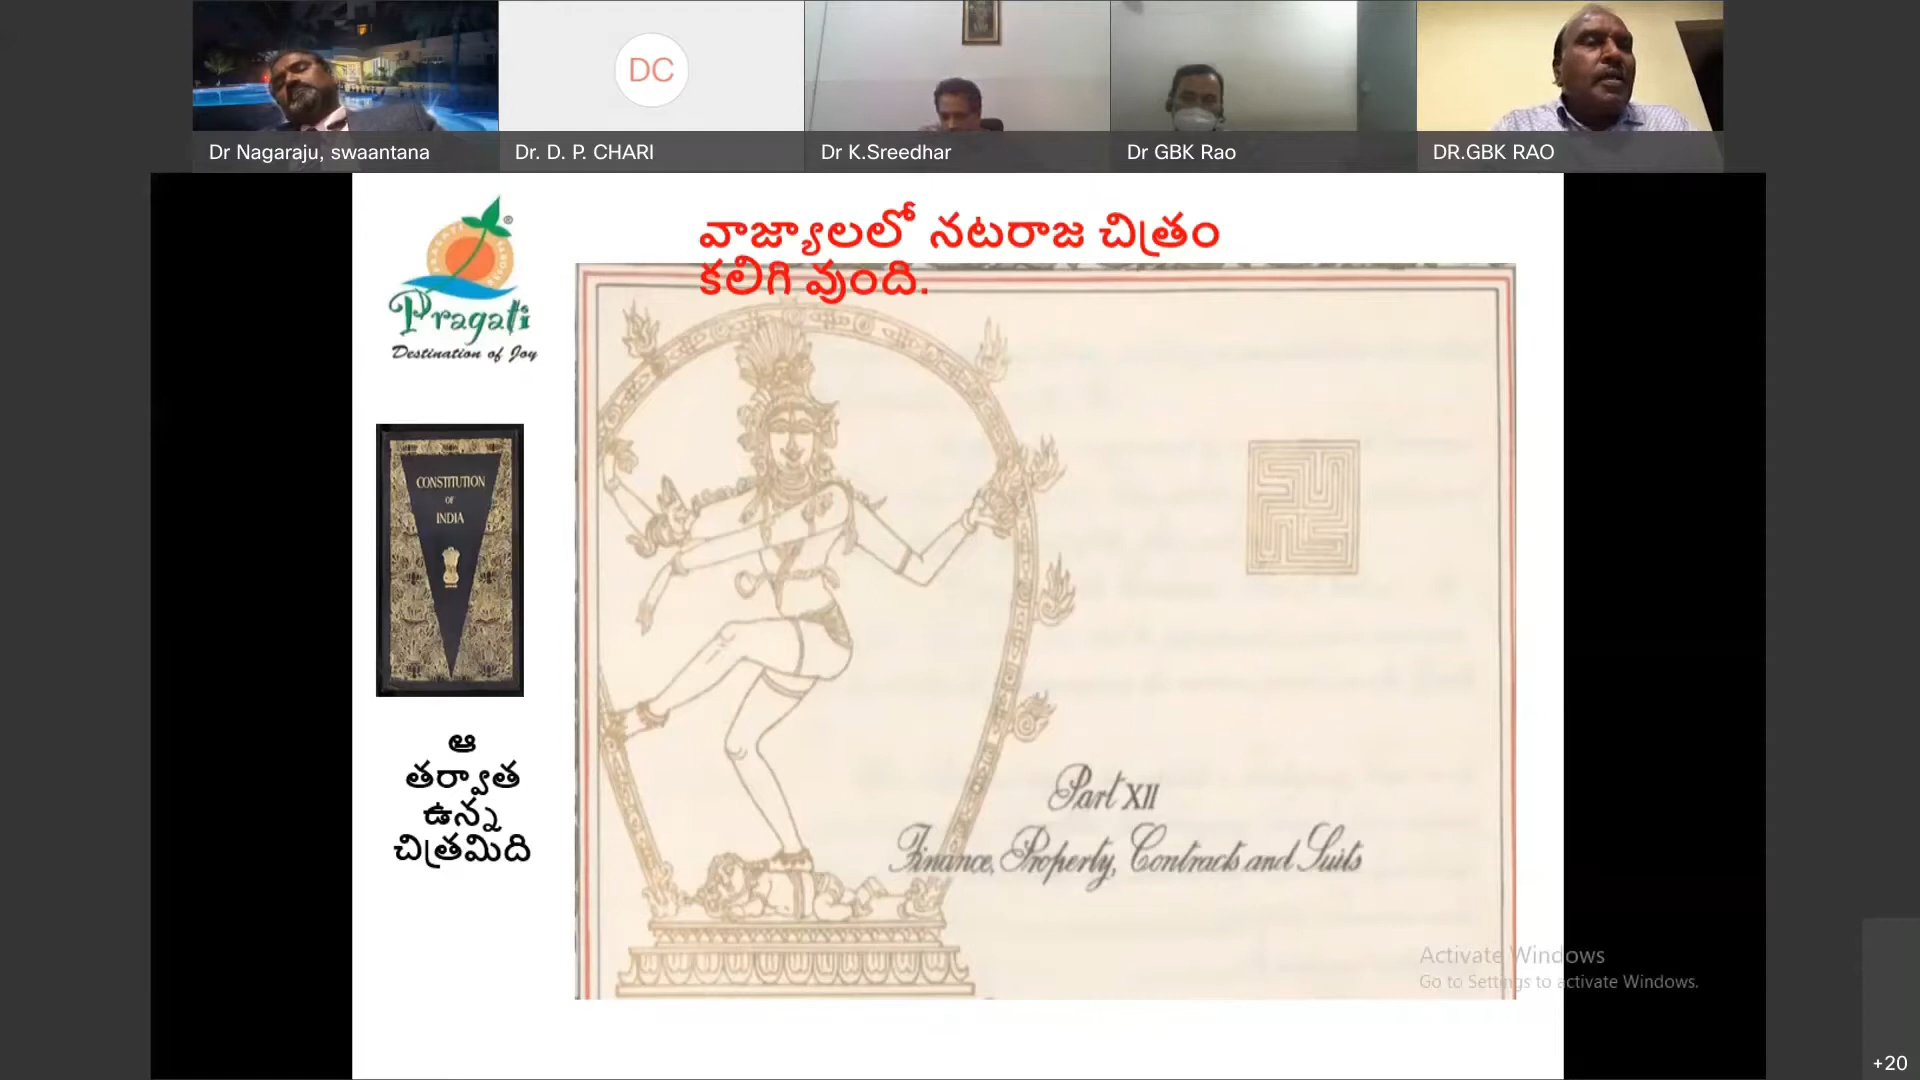 DC
Dr Nagaraju, swaantana
Dr. D. P. CHARI
Dr K.Sreedhar
Dr GBK Rao
DR.GBK RAO
వాజ్యాలలో నటరాజ చిత్రం
కలిగి వుంది.
®
Pragati
Destination of Joy
CONSTITUTION
OF
INDIA
ఆ
తర్వాత
ఉన్న
చిత్రమిది
Part XII
Finance, Property, Contracts and Suits
Activate Windows
Go to Settings to activate Windows.
+20